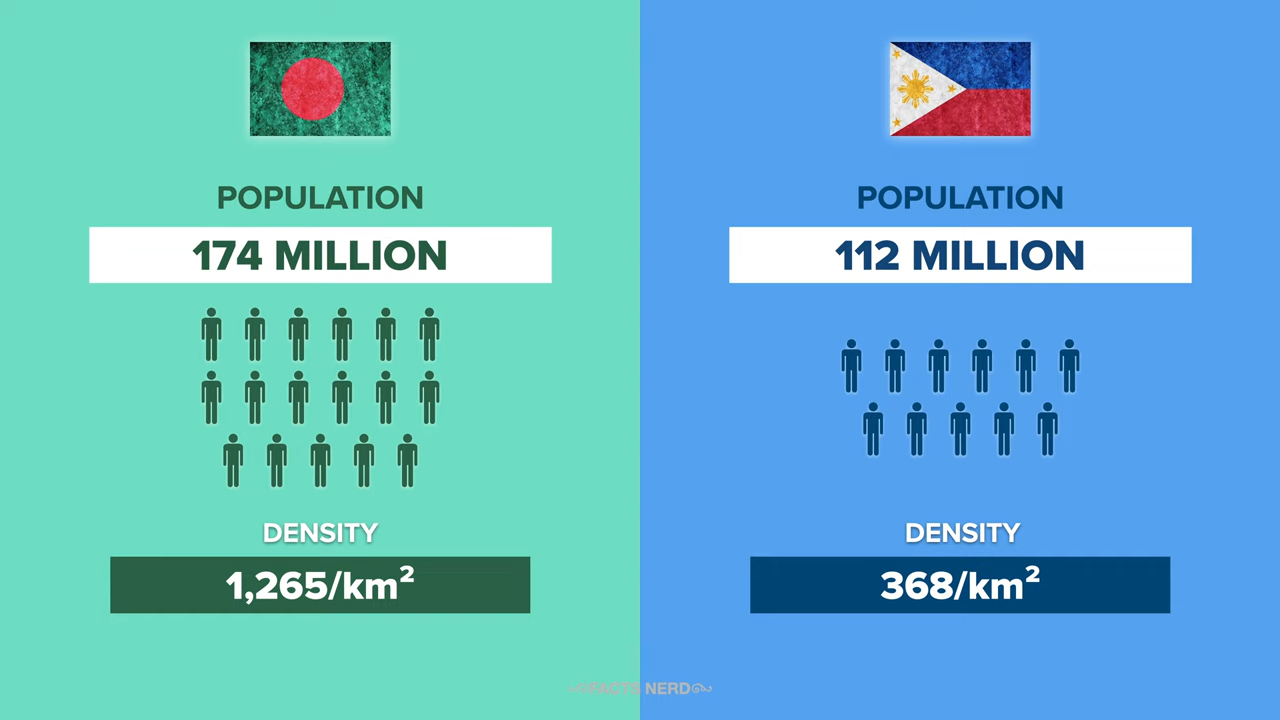 POPULATION
174 MILLION
DENSITY
1,265/km²
POPULATION
112 MILLION
DENSITY
368/km²
FACTS NERD